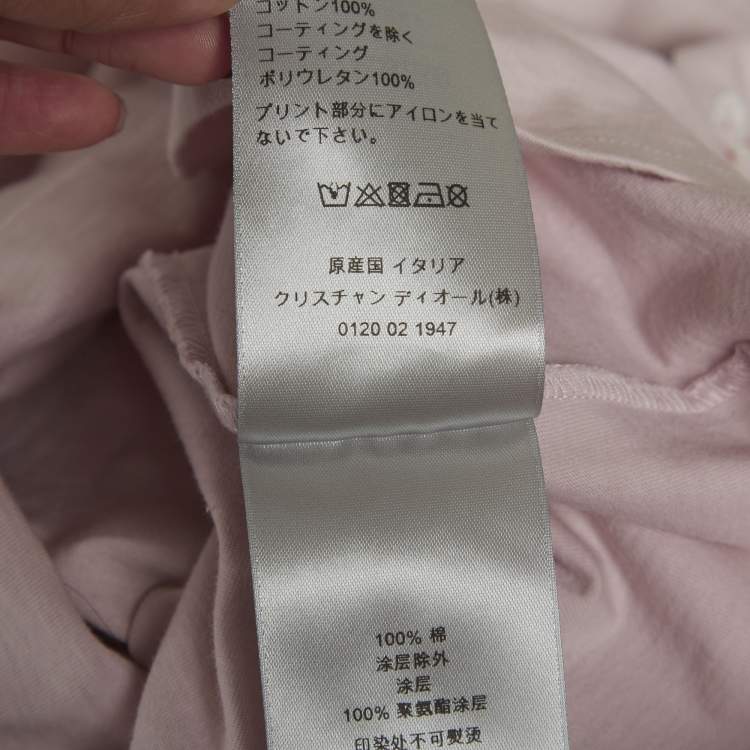 コットン100%
コーティングを除く
コーティング
ポリウレタン100%
プリント部分にアイロンを当て
ないで下さい。
原産国 イタリア
クリスチャン ディオール(株)
0120 02 1947
100% 棉
涂层除外
涂层
100% 聚氨酯涂层
印染处不可熨烫